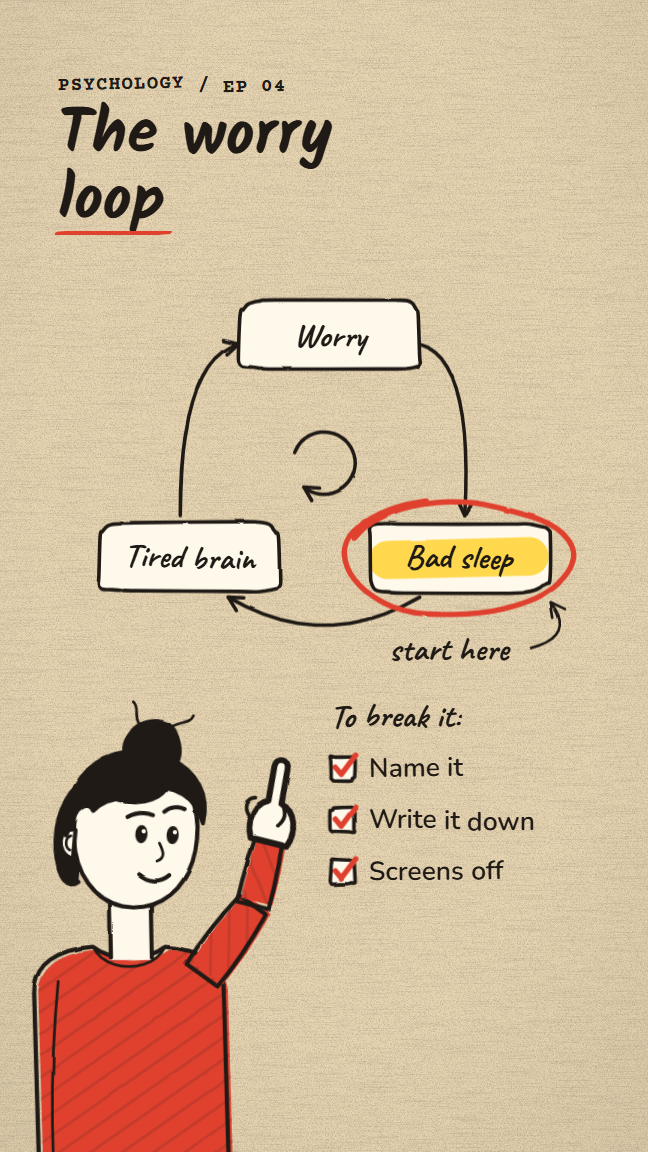 PSYCHOLOGY / EP 04
The worry
loop
Worry
Tired brain
Bad sleep
start here
To break it:
Name it
Write it down
Screens off